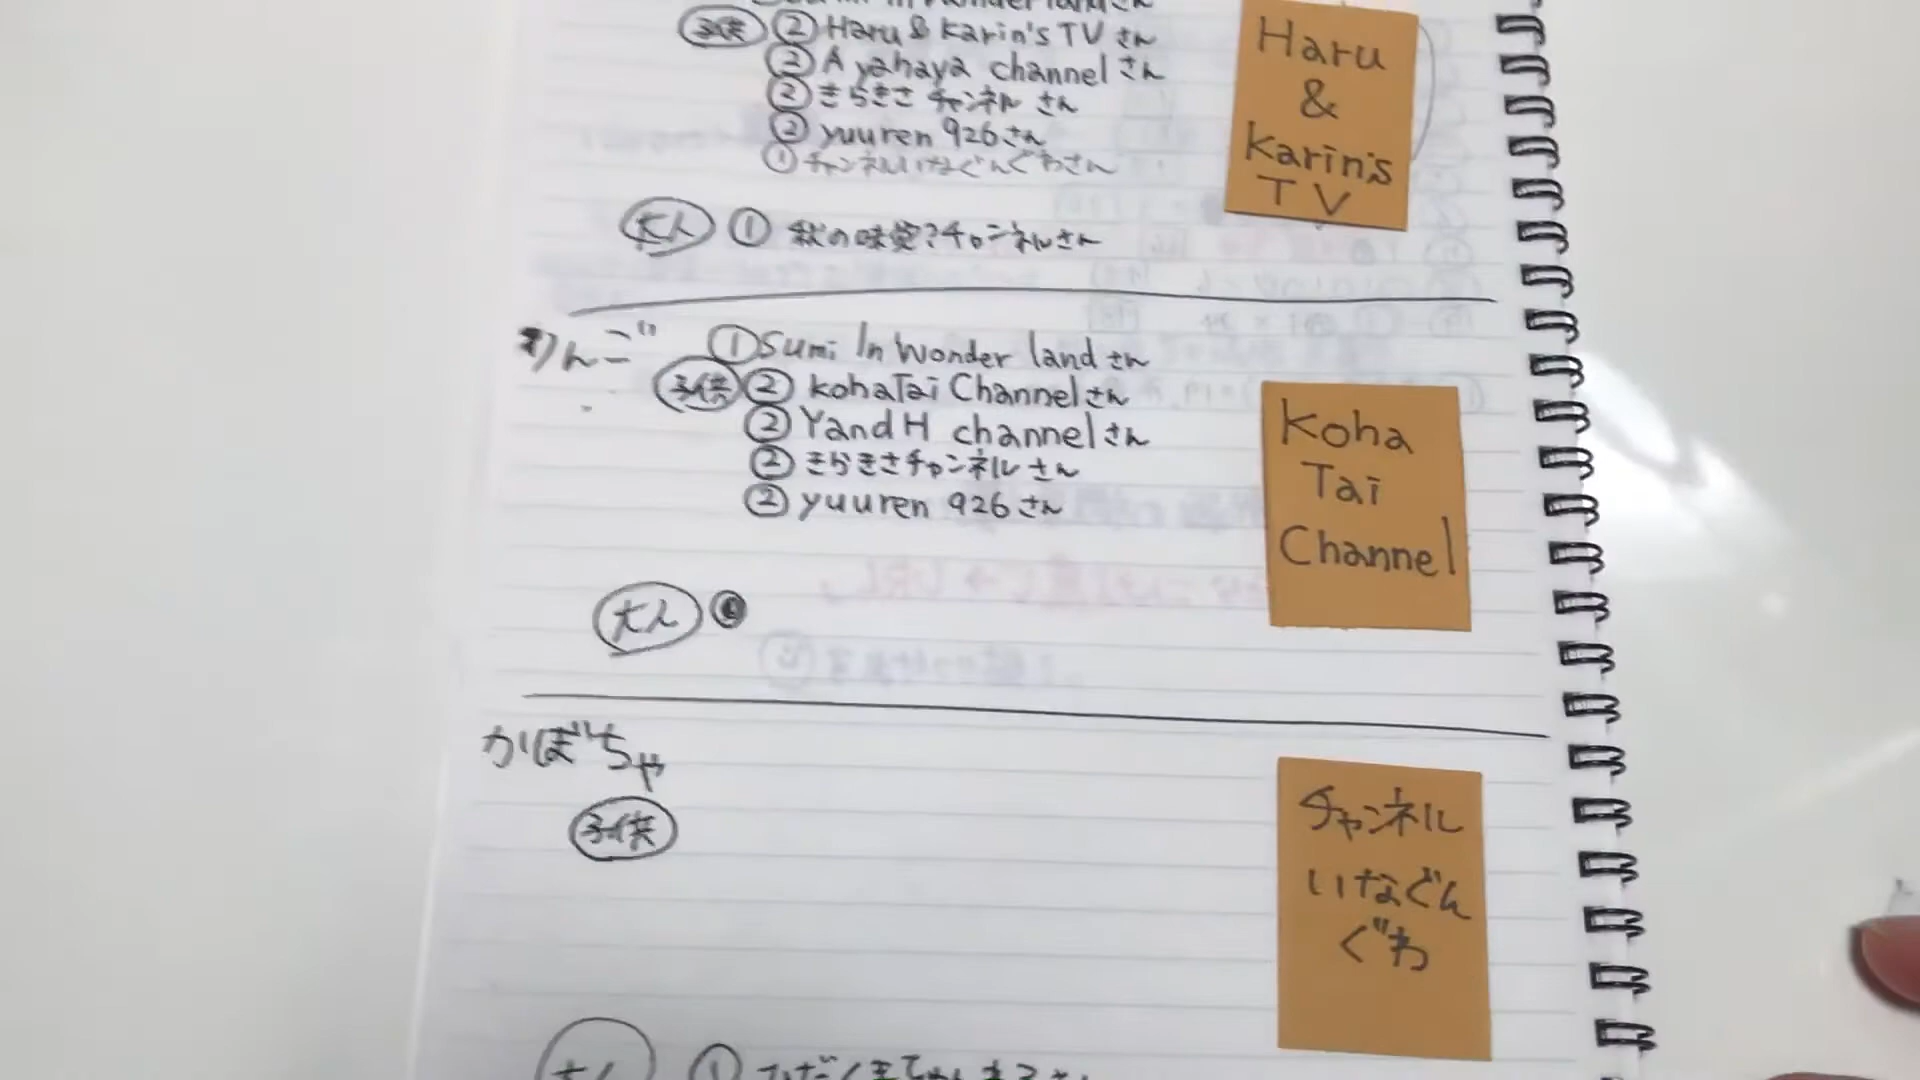 子供 ② Haru & Karin's TV さん
② Ayahaya channel さん
② きらきさチャンネル さん
② yuuren 926 さん
① チャンネルいなぐんぐわさん
大人 ① 秋の味覚?チャンネルさん
Haru
&
Karin's
TV
りんご ① Sumi In Wonder land さん
子供 ② kohaTai Channel さん
② YandH channel さん
② きらきさチャンネル さん
② yuuren 926 さん
大人
Koha
Tai
Channel
かぼちゃ
子供
チャンネル
いなぐん
ぐわ